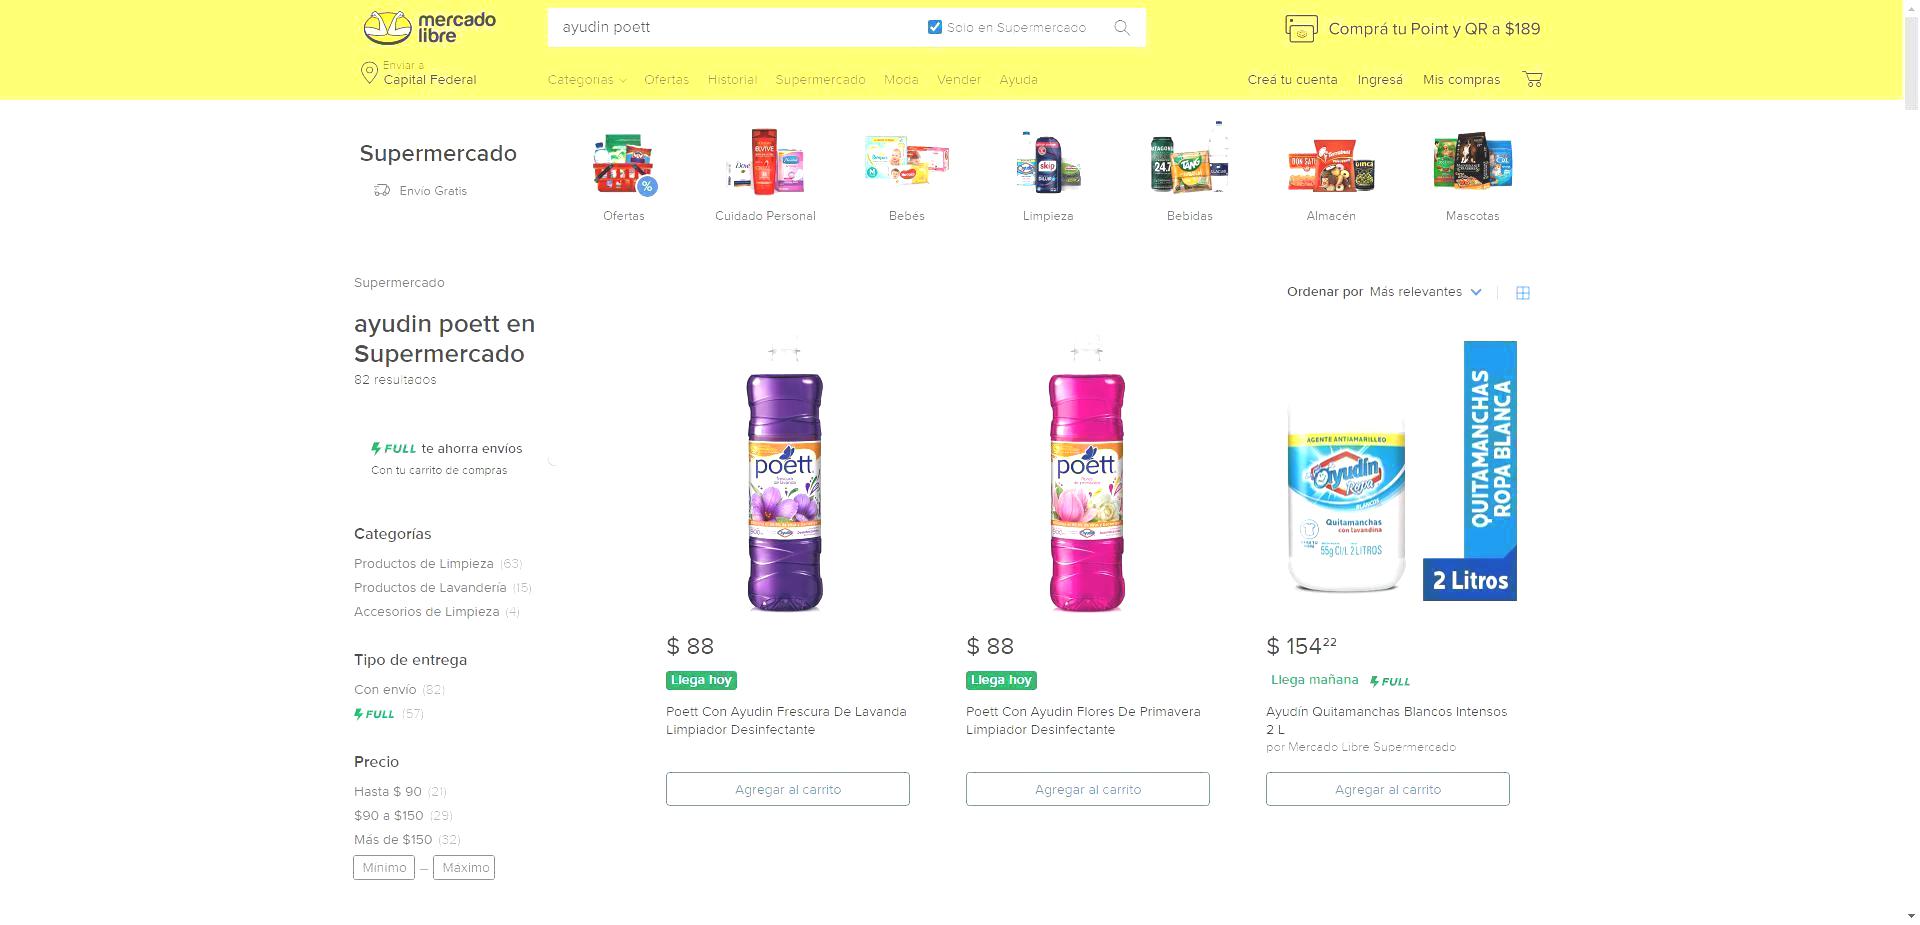 mercado
libre
ayudin poett
Solo en Supermercado
Comprá tu Point y QR a $189
Enviar a
Capital Federal
Categorías
Ofertas
Historial
Supermercado
Moda
Vender
Ayuda
Creá tu cuenta
Ingresá
Mis compras
Supermercado
Envío Gratis
Ofertas
Cuidado Personal
Bebés
Limpieza
Bebidas
Almacén
Mascotas
Supermercado
Ordenar por Más relevantes
ayudin poett en
Supermercado
82 resultados
FULL te ahorra envíos
Con tu carrito de compras
Categorías
Productos de Limpieza (63)
Productos de Lavandería (15)
Accesorios de Limpieza (4)
Tipo de entrega
Con envío (82)
FULL (57)
Precio
Hasta $ 90 (21)
$90 a $150 (29)
Más de $150 (32)
Mínimo – Máximo
poett
$ 88
Llega hoy
Poett Con Ayudin Frescura De Lavanda
Limpiador Desinfectante
Agregar al carrito
poett
$ 88
Llega hoy
Poett Con Ayudin Flores De Primavera
Limpiador Desinfectante
Agregar al carrito
AGENTE ANTIAMARILLEO
Ayudín
Ropa
BLANCOS
Quitamanchas
con lavandina
55g Cl/L 2 LITROS
QUITAMANCHAS
ROPA BLANCA
2 Litros
$ 154 22
Llega mañana FULL
Ayudín Quitamanchas Blancos Intensos
2 L
por Mercado Libre Supermercado
Agregar al carrito